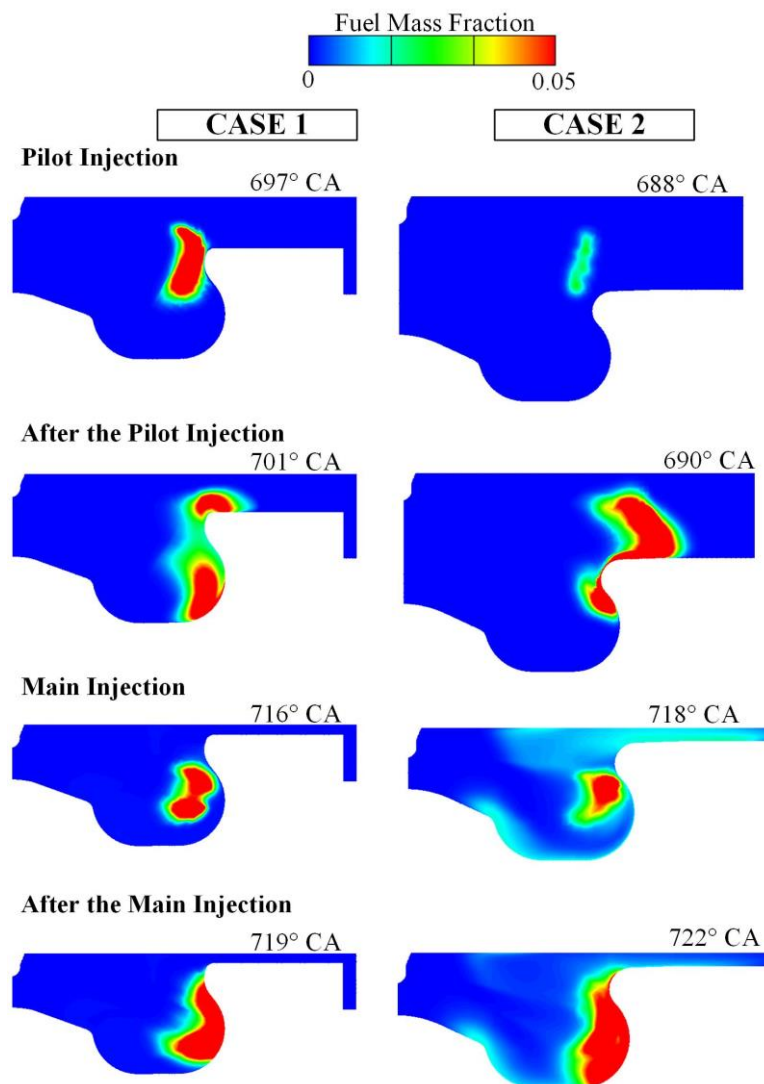 Fuel Mass Fraction
0 0.05
CASE 1 CASE 2
Pilot Injection
697° CA 688° CA
After the Pilot Injection
701° CA 690° CA
Main Injection
716° CA 718° CA
After the Main Injection
719° CA 722° CA